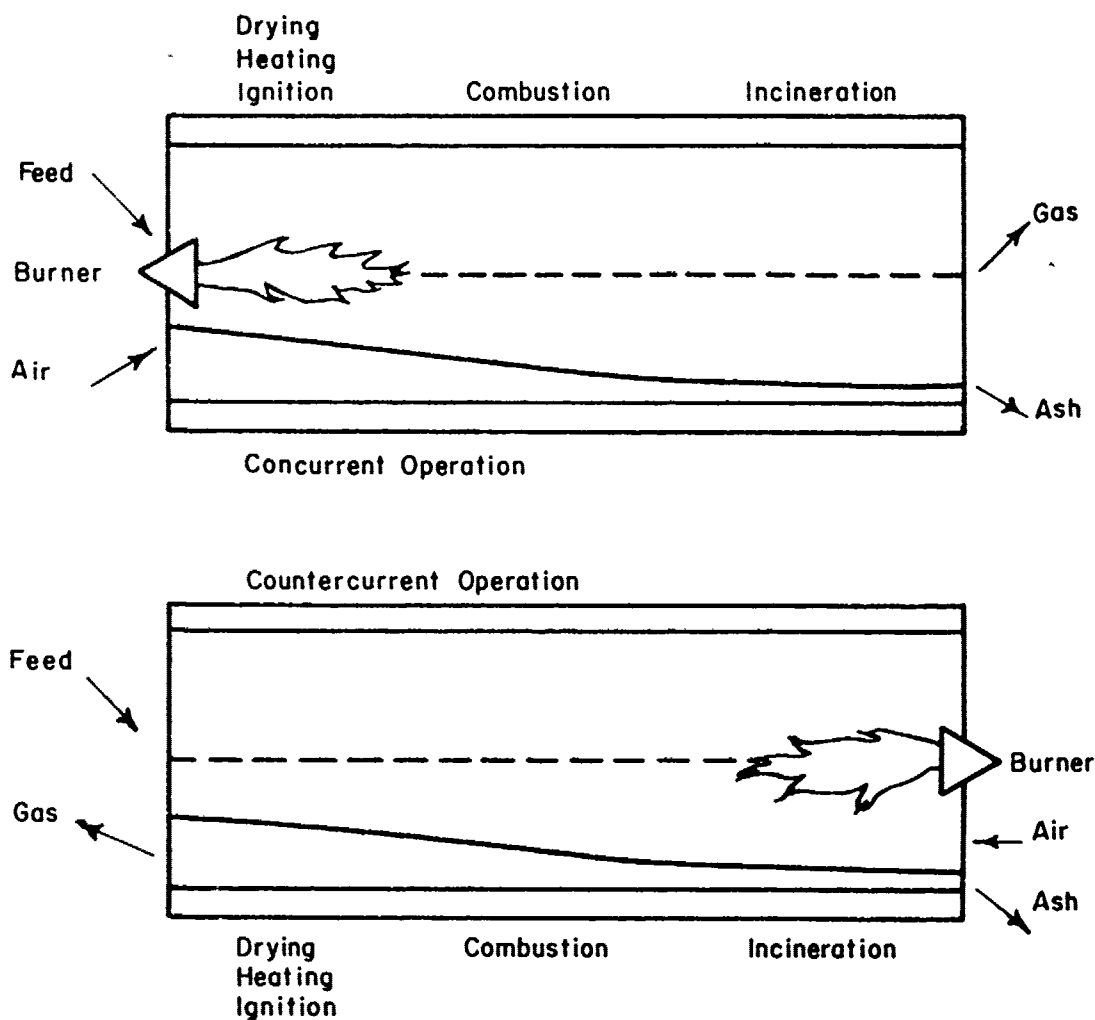 Drying
Heating
Ignition
Combustion
Incineration
Feed
Gas
Burner
Air
Ash
Concurrent Operation
Countercurrent Operation
Feed
Burner
Gas
Air
Ash
Drying
Heating
Ignition
Combustion
Incineration